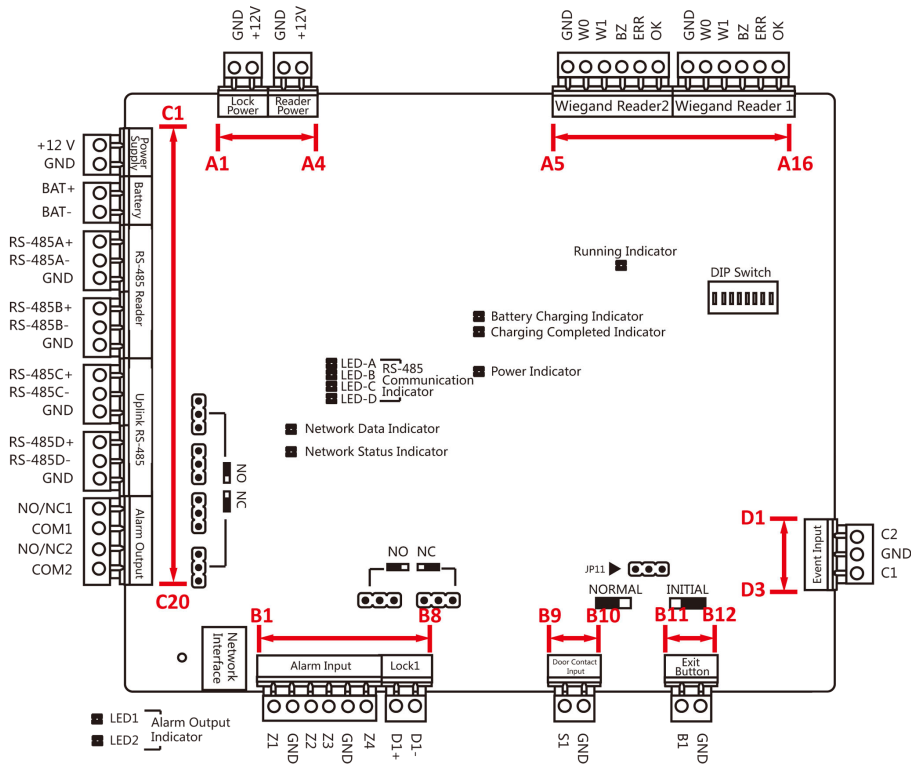 GND
+12V
GND
+12V
GND
W0
W1
BZ
ERR
OK
GND
W0
W1
BZ
ERR
OK
Lock Power
Reader Power
Wiegand Reader2
Wiegand Reader 1
C1
A1
A4
A5
A16
+12 V
GND
Power Supply
BAT+
BAT-
Battery
RS-485A+
RS-485A-
GND
RS-485B+
RS-485B-
GND
RS-485 Reader
RS-485C+
RS-485C-
GND
RS-485D+
RS-485D-
GND
Uplink RS-485
NO/NC1
COM1
NO/NC2
COM2
Alarm Output
C20
Running Indicator
DIP Switch
Battery Charging Indicator
Charging Completed Indicator
Power Indicator
LED-A
LED-B
LED-C
LED-D
RS-485
Communication
Indicator
Network Data Indicator
Network Status Indicator
NO
NC
NO
NC
JP11
NORMAL
INITIAL
D1
D3
Event Input
C2
GND
C1
B1
B8
B9
B10
B11
B12
Network
Interface
Alarm Input
Lock1
Door Contact
Input
Exit
Button
Z1
GND
Z2
Z3
GND
Z4
D1+
D1-
S1
GND
B1
GND
LED1
LED2
Alarm Output
Indicator